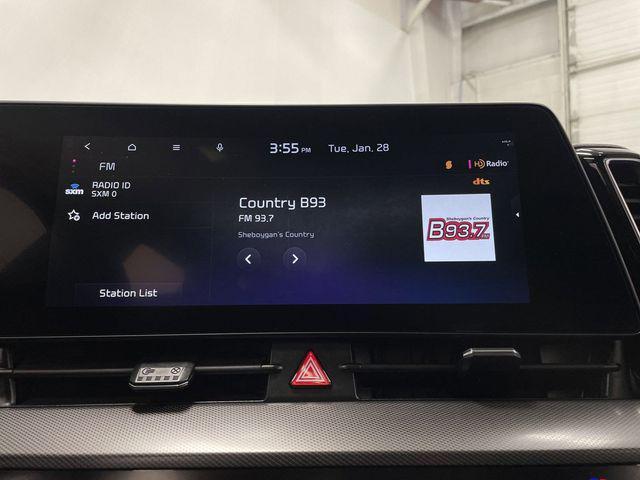 3:55 PM
Tue, Jan. 28
FM
HD Radio
sxm
RADIO ID
SXM 0
dts
Add Station
Country B93
FM 93.7
Sheboygan's Country
Sheboygan's Country
B93.7
Station List